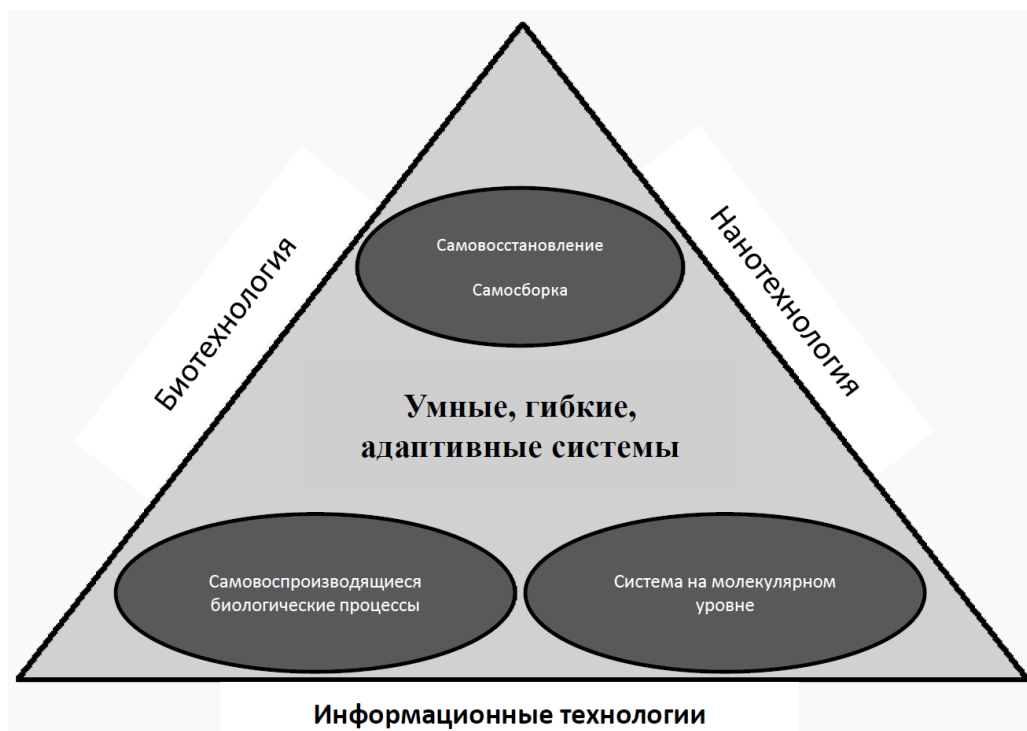 Биотехнология
Нанотехнология
Самовосстановление
Самосборка
Умные, гибкие,
адаптивные системы
Самовоспроизводящиеся
биологические процессы
Система на молекулярном
уровне
Информационные технологии